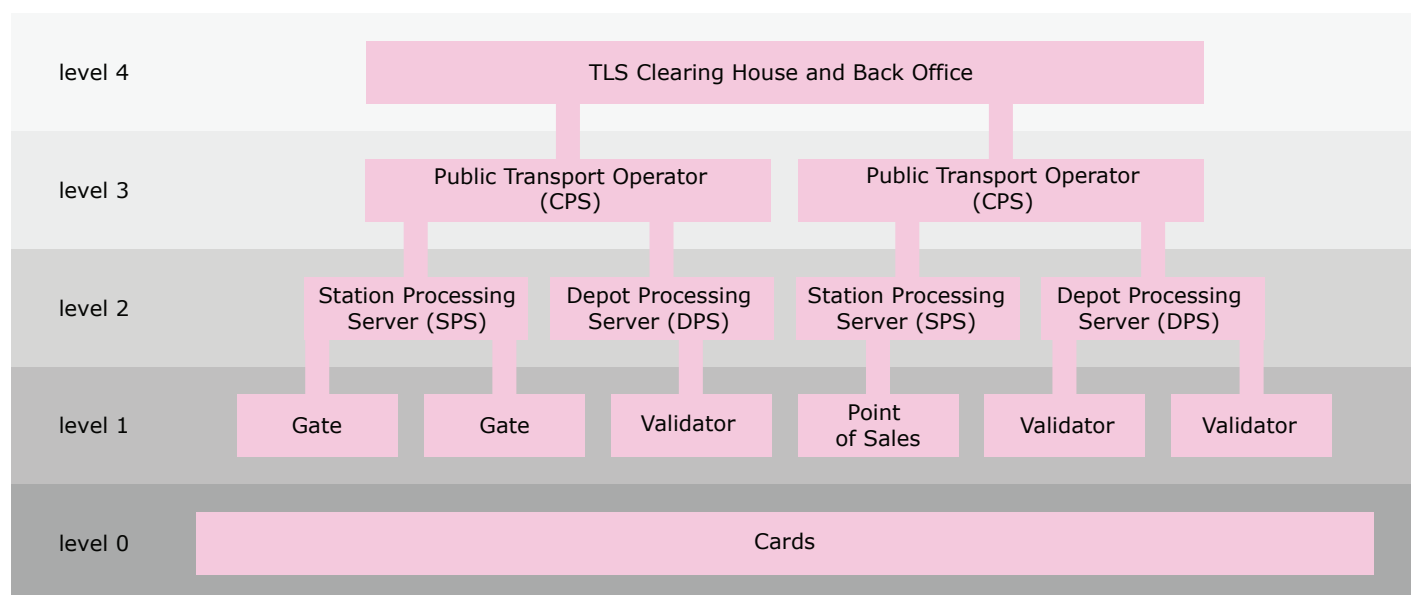 level 4
TLS Clearing House and Back Office
level 3
Public Transport Operator
(CPS)
Public Transport Operator
(CPS)
level 2
Station Processing
Server (SPS)
Depot Processing
Server (DPS)
Station Processing
Server (SPS)
Depot Processing
Server (DPS)
level 1
Gate
Gate
Validator
Point
of Sales
Validator
Validator
level 0
Cards